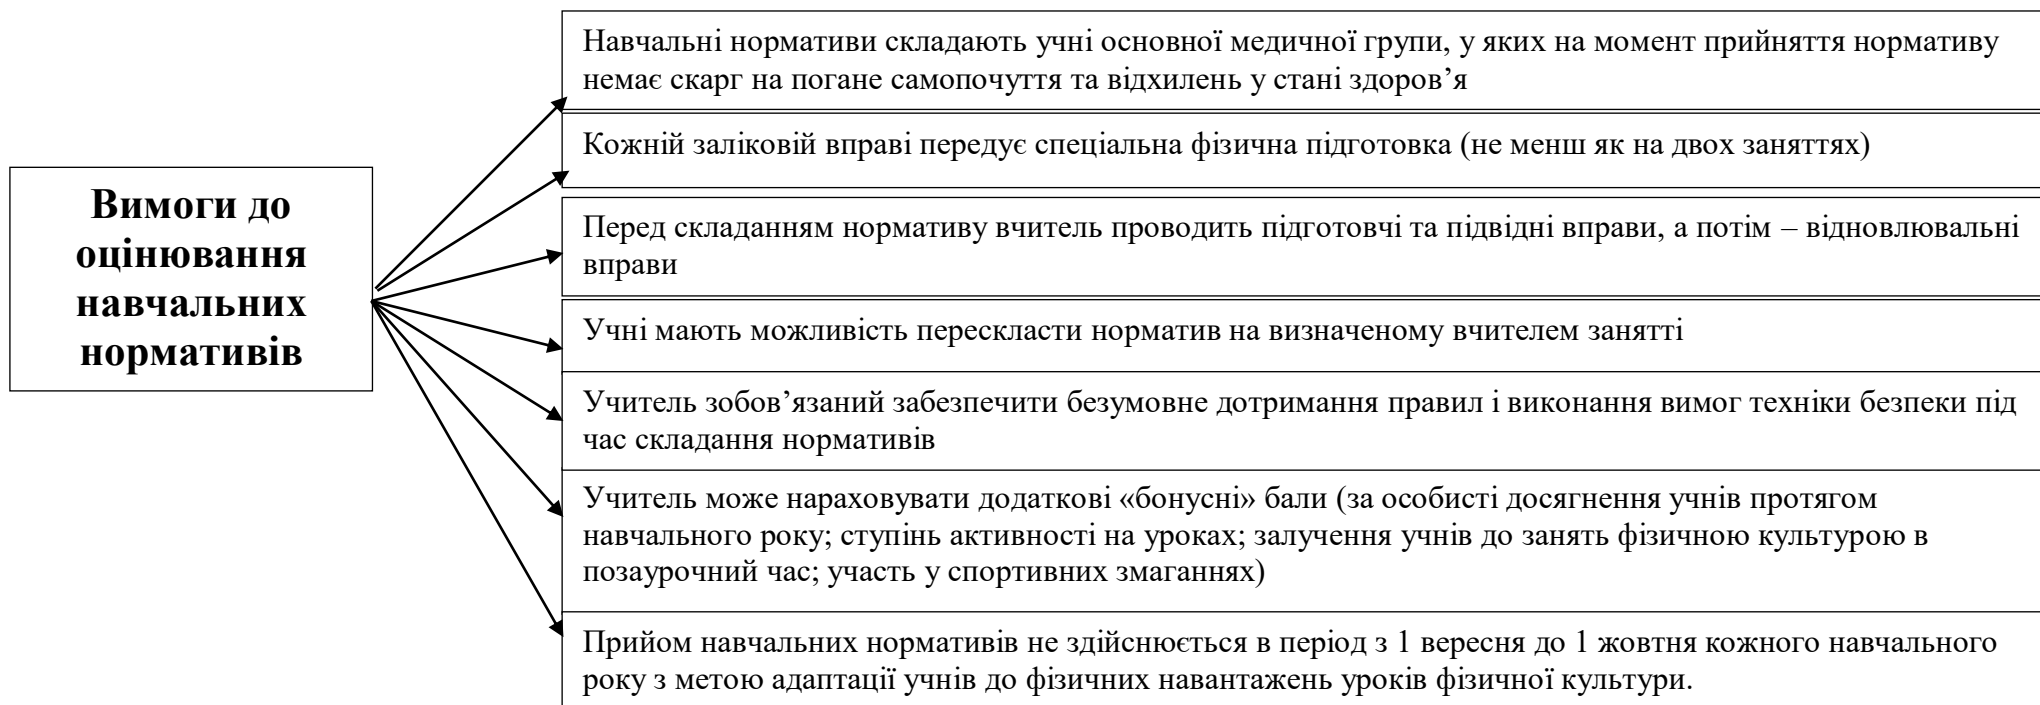 Вимоги до
оцінювання
навчальних
нормативів
Навчальні нормативи складають учні основної медичної групи, у яких на момент прийняття нормативу
немає скарг на погане самопочуття та відхилень у стані здоров’я
Кожній заліковій вправі передує спеціальна фізична підготовка (не менш як на двох заняттях)
Перед складанням нормативу вчитель проводить підготовчі та підвідні вправи, а потім – відновлювальні
вправи
Учні мають можливість перескласти норматив на визначеному вчителем занятті
Учитель зобов’язаний забезпечити безумовне дотримання правил і виконання вимог техніки безпеки під
час складання нормативів
Учитель може нараховувати додаткові «бонусні» бали (за особисті досягнення учнів протягом
навчального року; ступінь активності на уроках; залучення учнів до занять фізичною культурою в
позаурочний час; участь у спортивних змаганнях)
Прийом навчальних нормативів не здійснюється в період з 1 вересня до 1 жовтня кожного навчального
року з метою адаптації учнів до фізичних навантажень уроків фізичної культури.